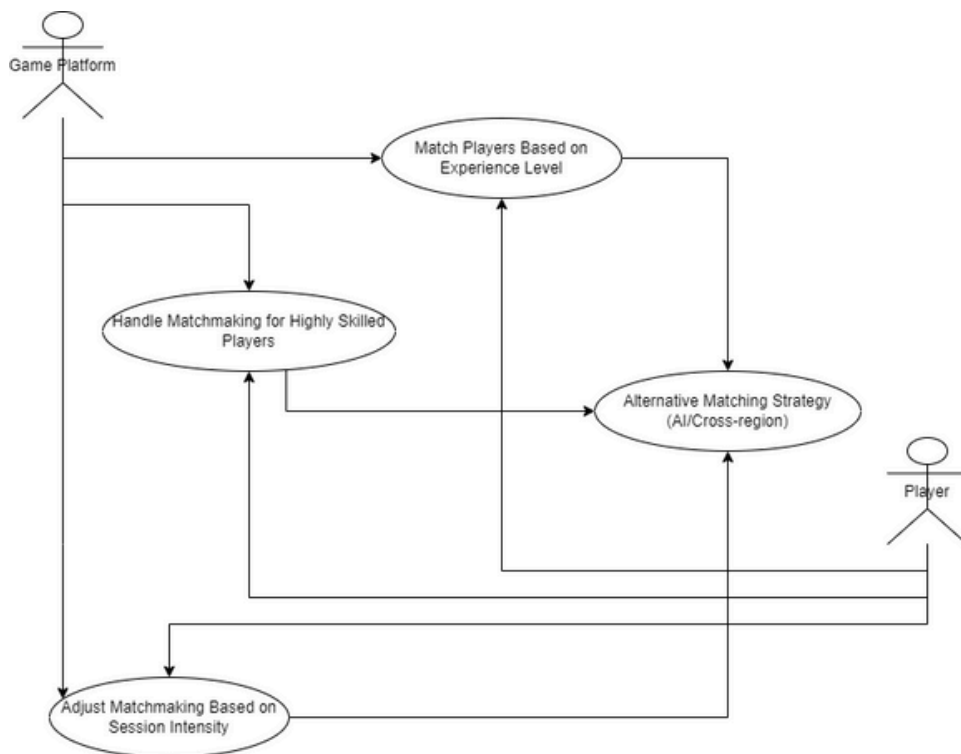 Game Platform
Match Players Based on
Experience Level
Handle Matchmaking for Highly Skilled
Players
Alternative Matching Strategy
(AI/Cross-region)
Player
Adjust Matchmaking Based on
Session Intensity